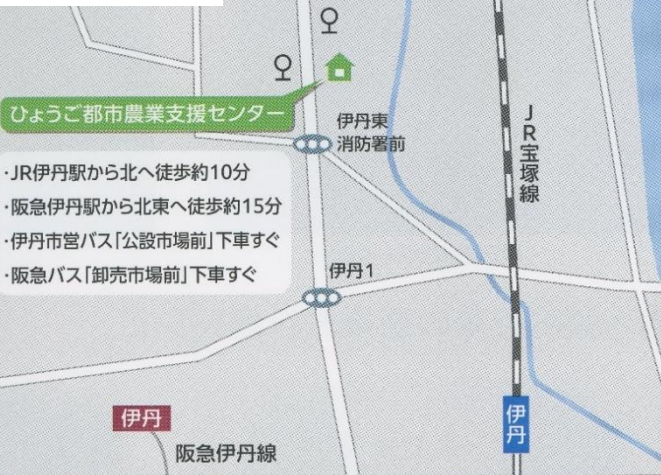 ひょうご都市農業支援センター
・JR伊丹駅から北へ徒歩約10分
・阪急伊丹駅から北東へ徒歩約15分
・伊丹市営バス「公設市場前」下車すぐ
・阪急バス「卸売市場前」下車すぐ
伊丹東
消防署前
JR宝塚線
伊丹1
伊丹
伊丹
阪急伊丹線